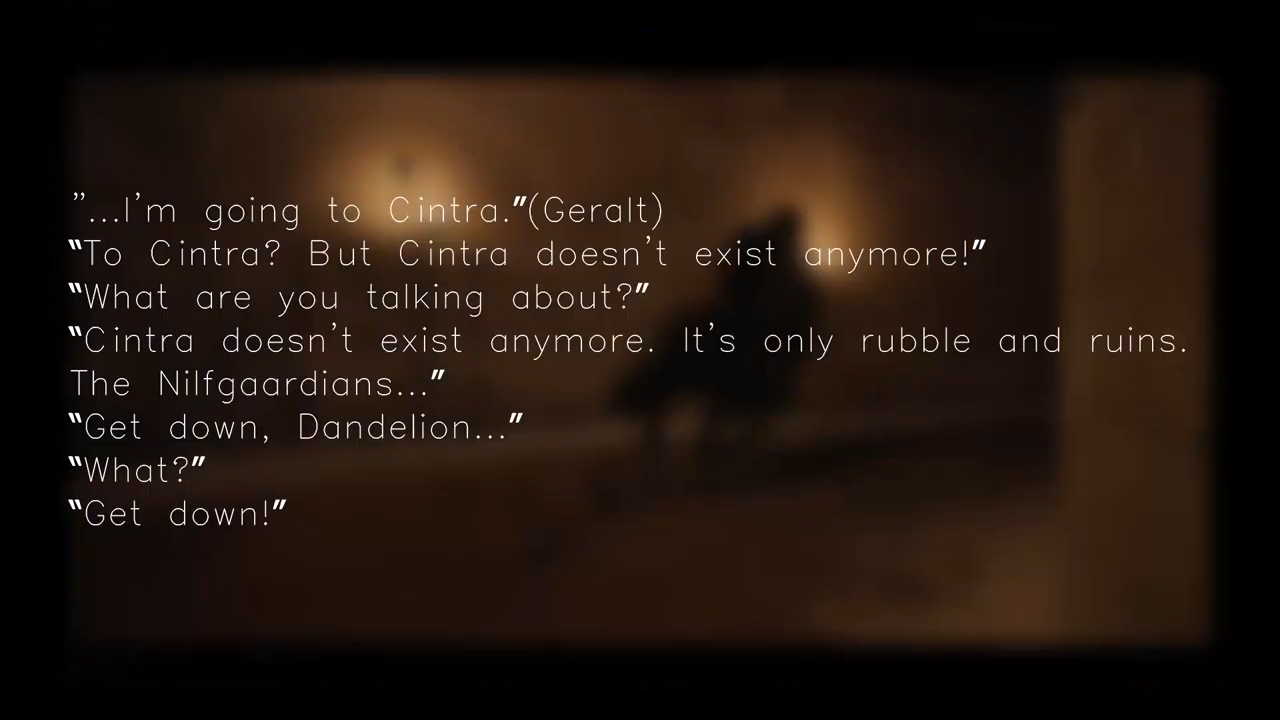 ”...I’m going to Cintra.”(Geralt)
“To Cintra? But Cintra doesn’t exist anymore!”
“What are you talking about?”
“Cintra doesn’t exist anymore. It’s only rubble and ruins.
The Nilfgaardians...”
“Get down, Dandelion...”
“What?”
“Get down!”